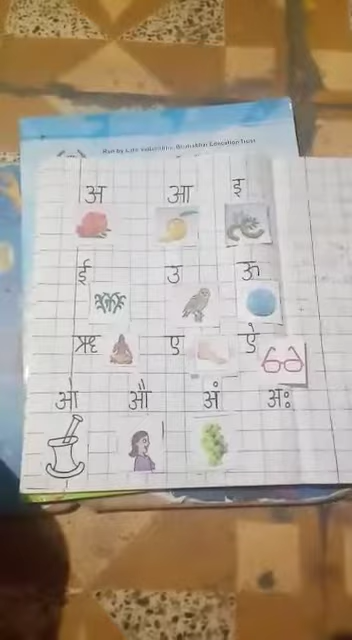 अ आ इ
ई उ ऊ
ऋ ए ऐ
ओ औ अं अः